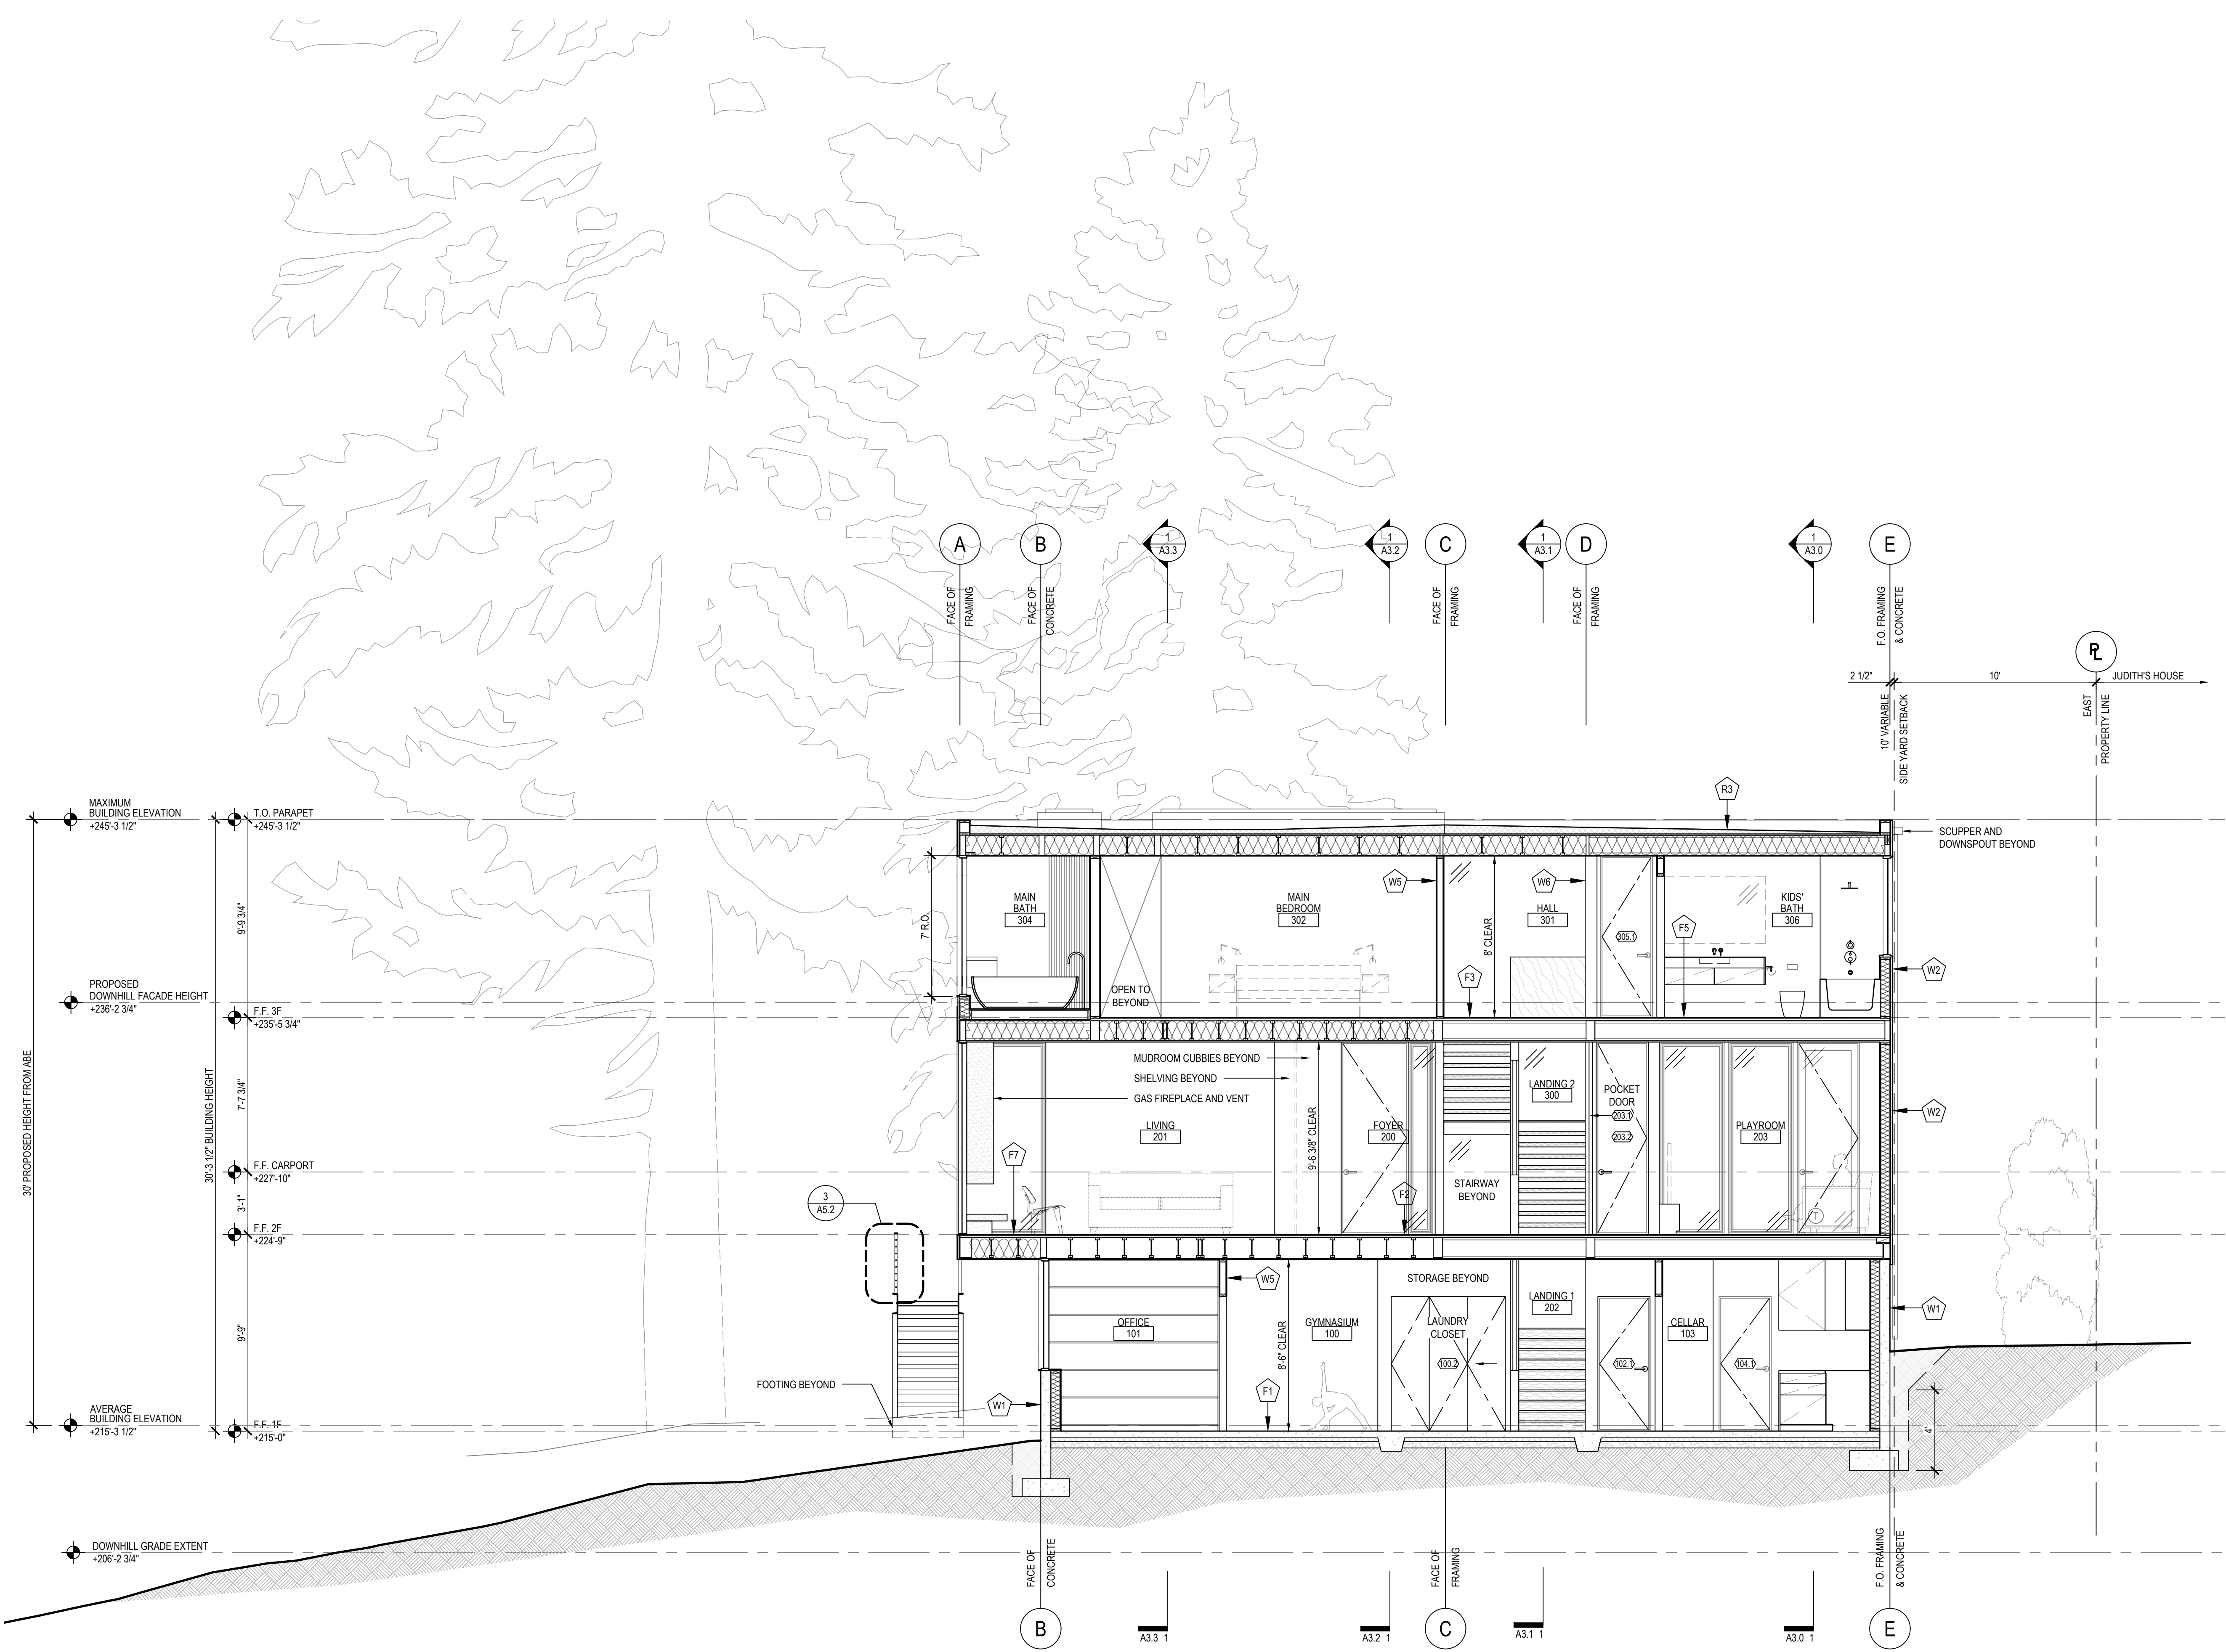 A
B
1
A3.3
1
A3.2
C
1
A3.1
D
1
A3.0
E
FACE OF
FRAMING
FACE OF
CONCRETE
FACE OF
FRAMING
FACE OF
FRAMING
F.O. FRAMING
& CONCRETE
PL
2 1/2"
10'
JUDITH'S HOUSE
10' VARIABLE
SIDE YARD SETBACK
EAST
PROPERTY LINE
MAXIMUM
BUILDING ELEVATION
+245'-3 1/2"
T.O. PARAPET
+245'-3 1/2"
R3
SCUPPER AND
DOWNSPOUT BEYOND
30' PROPOSED HEIGHT FROM ABE
30'-3 1/2" BUILDING HEIGHT
9'-9 3/4"
7' R.O.
MAIN
BATH
304
OPEN TO
BEYOND
MAIN
BEDROOM
302
W5
8' CLEAR
F3
W6
HALL
301
305.1
F5
KIDS'
BATH
306
W2
PROPOSED
DOWNHILL FACADE HEIGHT
+236'-2 3/4"
F.F. 3F
+235'-5 3/4"
7'-7 3/4"
MUDROOM CUBBIES BEYOND
SHELVING BEYOND
GAS FIREPLACE AND VENT
LIVING
201
F7
9'-6 3/8" CLEAR
FOYER
200
F2
STAIRWAY
BEYOND
LANDING 2
300
POCKET
DOOR
203.1
203.2
PLAYROOM
203
T
W2
F.F. CARPORT
+227'-10"
3'-1"
F.F. 2F
+224'-9"
3
A5.2
9'-9"
OFFICE
101
W5
8'-6" CLEAR
F1
GYMNASIUM
100
STORAGE BEYOND
LAUNDRY
CLOSET
100.2
LANDING 1
202
102.1
CELLAR
103
104.1
W1
FOOTING BEYOND
W1
4'
AVERAGE
BUILDING ELEVATION
+215'-3 1/2"
F.F. 1F
+215'-0"
DOWNHILL GRADE EXTENT
+206'-2 3/4"
FACE OF
CONCRETE
FACE OF
FRAMING
F.O. FRAMING
& CONCRETE
B
A3.3 1
A3.2 1
C
A3.1 1
A3.0 1
E